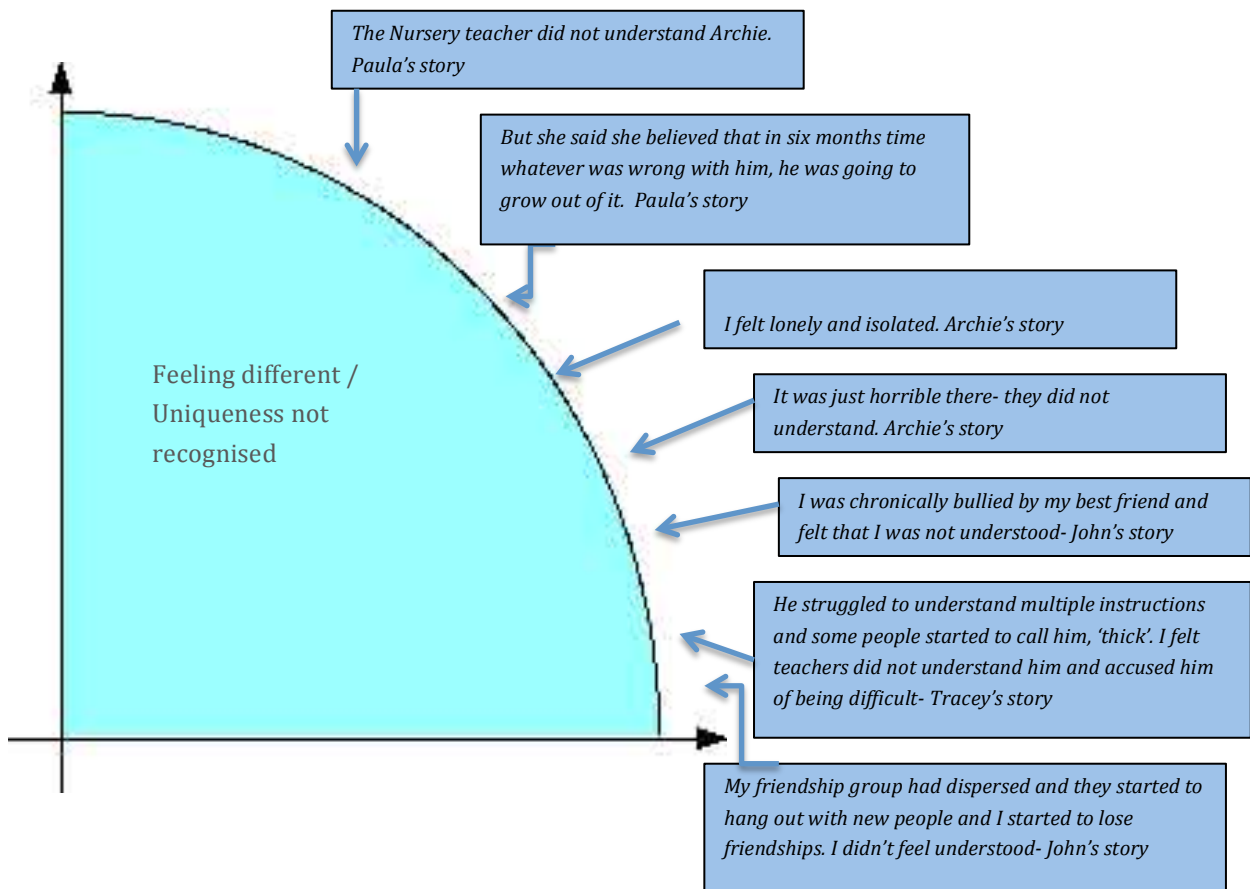 The Nursery teacher did not understand Archie.
Paula’s story
But she said she believed that in six months time
whatever was wrong with him, he was going to
grow out of it.  Paula’s story
I felt lonely and isolated. Archie’s story
Feeling different /
Uniqueness not
recognised
It was just horrible there- they did not
understand. Archie’s story
I was chronically bullied by my best friend and
felt that I was not understood- John’s story
He struggled to understand multiple instructions
and some people started to call him, ‘thick’. I felt
teachers did not understand him and accused him
of being difficult- Tracey’s story
My friendship group had dispersed and they started to
hang out with new people and I started to lose
friendships. I didn’t feel understood- John’s story